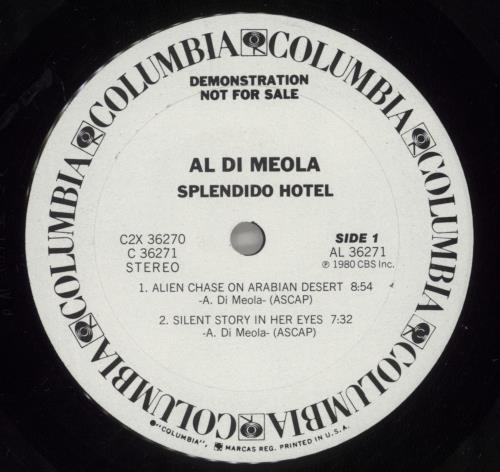 COLUMBIA COLUMBIA COLUMBIA COLUMBIA COLUMBIA COLUMBIA COLUMBIA COLUMBIA
DEMONSTRATION
NOT FOR SALE
AL DI MEOLA
SPLENDIDO HOTEL
C2X 36270
C 36271
STEREO
SIDE 1
AL 36271
℗ 1980 CBS Inc.
1. ALIEN CHASE ON ARABIAN DESERT 8:54
-A. Di Meola- (ASCAP)
2. SILENT STORY IN HER EYES 7:32
-A. Di Meola- (ASCAP)
"COLUMBIA", MARCAS REG. PRINTED IN U.S.A.